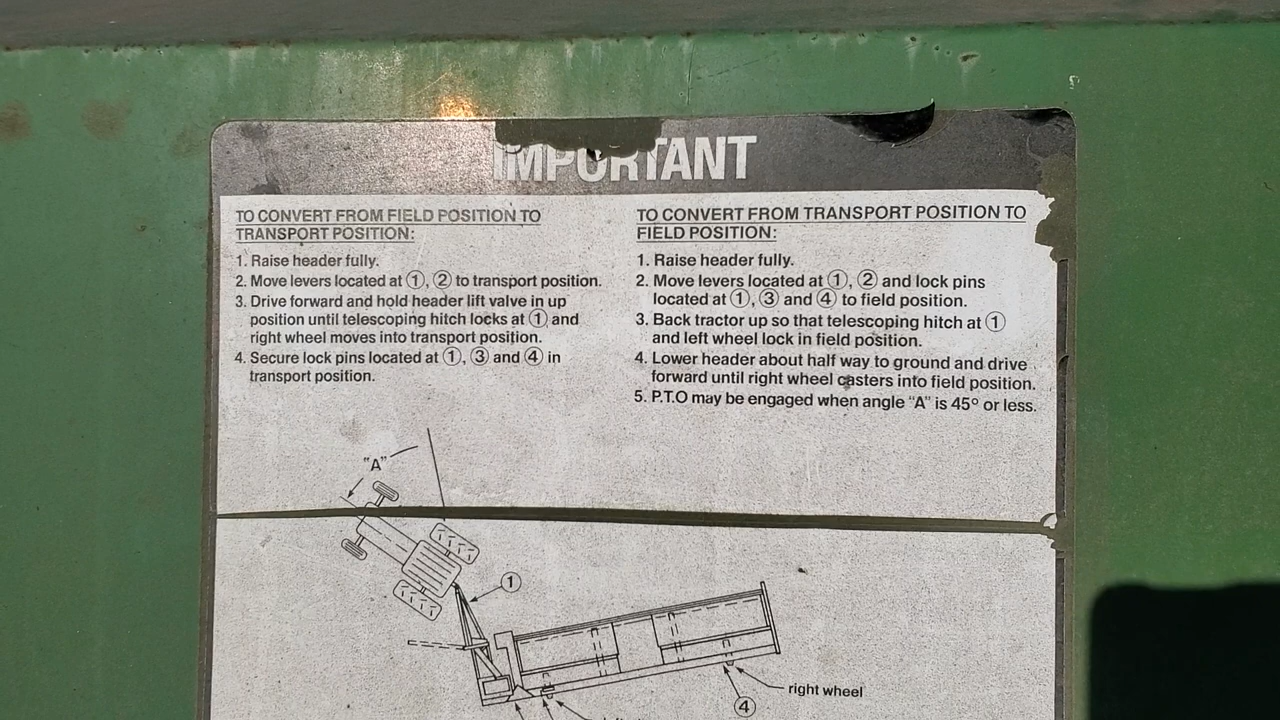 IMPORTANT
TO CONVERT FROM FIELD POSITION TO
TRANSPORT POSITION:
1. Raise header fully.
2. Move levers located at ①, ② to transport position.
3. Drive forward and hold header lift valve in up
position until telescoping hitch locks at ① and
right wheel moves into transport position.
4. Secure lock pins located at ①, ③ and ④ in
transport position.
TO CONVERT FROM TRANSPORT POSITION TO
FIELD POSITION:
1. Raise header fully.
2. Move levers located at ①, ② and lock pins
located at ①, ③ and ④ to field position.
3. Back tractor up so that telescoping hitch at ①
and left wheel lock in field position.
4. Lower header about half way to ground and drive
forward until right wheel casters into field position.
5. P.T.O may be engaged when angle "A" is 45° or less.
"A"
①
right wheel
④